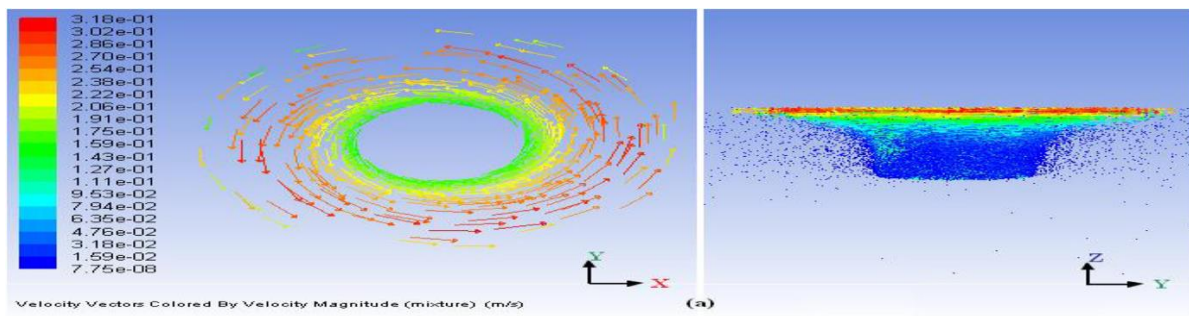 3.18e-01
3.02e-01
2.86e-01
2.70e-01
2.54e-01
2.38e-01
2.22e-01
2.06e-01
1.91e-01
1.75e-01
1.59e-01
1.43e-01
1.27e-01
1.11e-01
9.53e-02
7.94e-02
6.35e-02
4.76e-02
3.18e-02
1.59e-02
7.75e-08
Y
X
Z
Y
Velocity Vectors Colored By Velocity Magnitude (mixture) (m/s)
(a)